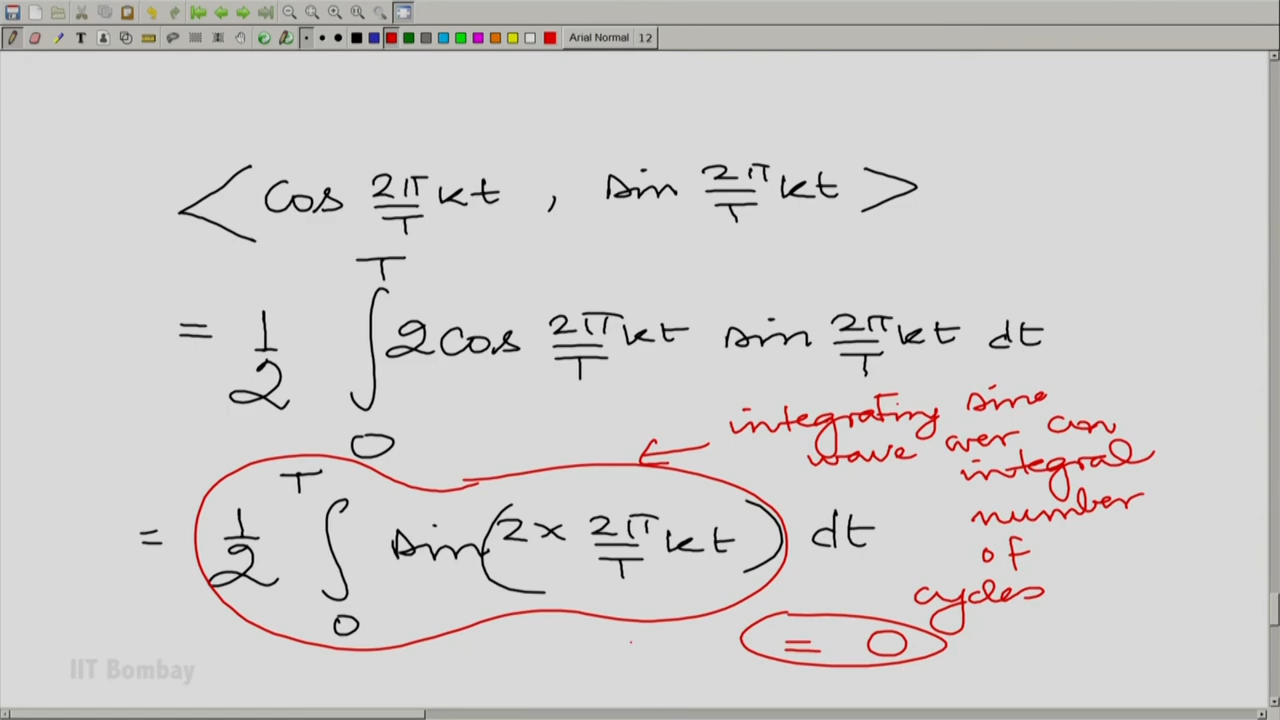 Arial Normal 12
< cos 2π/T kt , sin 2π/T kt >
= 1/2 ∫₀ᵀ 2 cos 2π/T kt sin 2π/T kt dt
integrating sine
wave over an
integral
number
of
cycles
= 1/2 ∫₀ᵀ sin(2 × 2π/T kt) dt
= 0
IIT Bombay